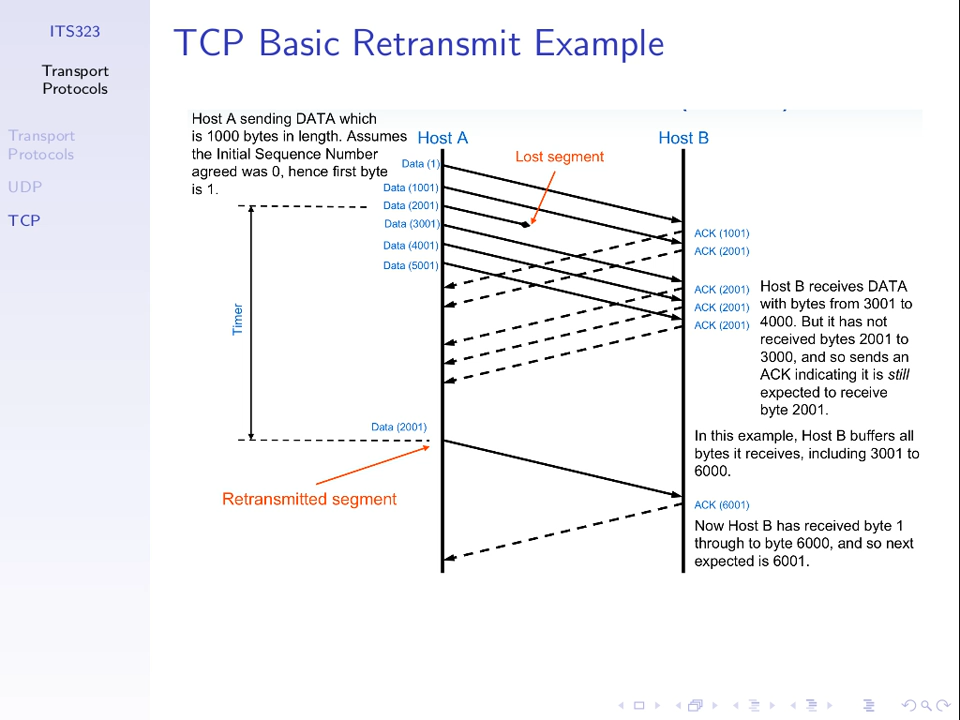 ITS323
Transport
Protocols
Transport
Protocols
UDP
TCP
TCP Basic Retransmit Example
Host A sending DATA which
is 1000 bytes in length. Assumes
the Initial Sequence Number
agreed was 0, hence first byte
is 1.
Host A
Host B
Lost segment
Data (1)
Data (1001)
Data (2001)
Data (3001)
Data (4001)
Data (5001)
ACK (1001)
ACK (2001)
ACK (2001)
ACK (2001)
ACK (2001)
Host B receives DATA
with bytes from 3001 to
4000. But it has not
received bytes 2001 to
3000, and so sends an
ACK indicating it is still
expected to receive
byte 2001.
Timer
Data (2001)
In this example, Host B buffers all
bytes it receives, including 3001 to
6000.
Retransmitted segment
ACK (6001)
Now Host B has received byte 1
through to byte 6000, and so next
expected is 6001.